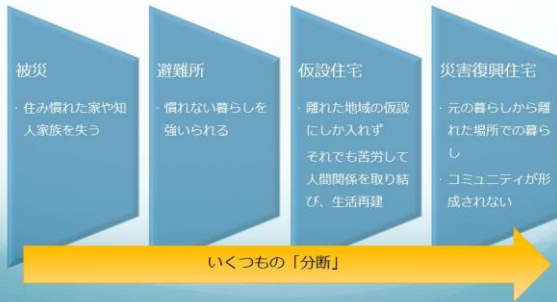 被災
・住み慣れた家や知
人家族を失う
避難所
・慣れない暮らしを
強いられる
仮設住宅
・離れた地域の仮設
にしか入れず
それでも苦労して
人間関係を取り結
び、生活再建
災害復興住宅
・元の暮らしから離
れた場所での暮ら
し
・コミュニティが形
成されない
いくつもの「分断」